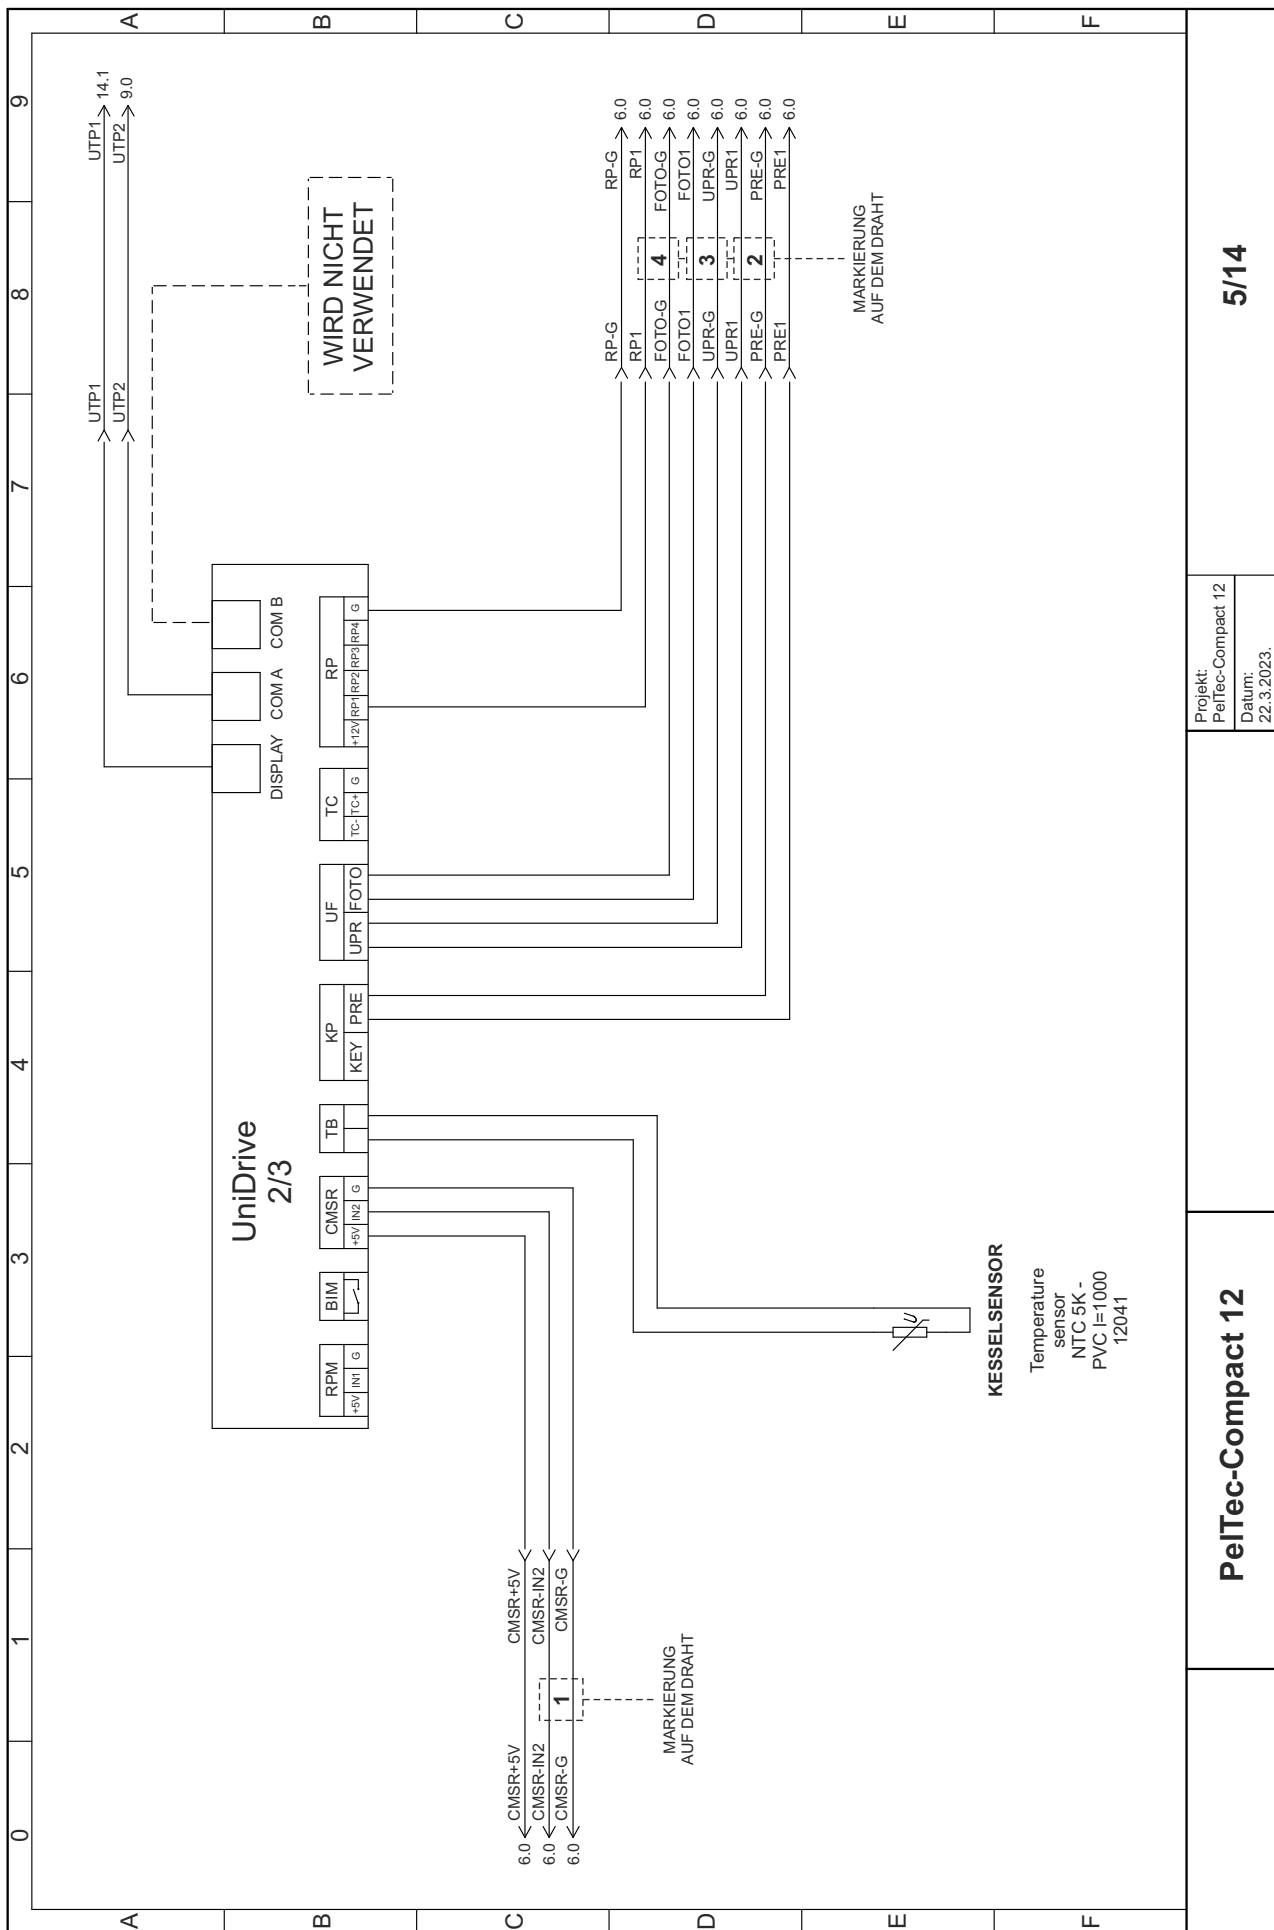 0 1 2 3 4 5 6 7 8 9
A
B
C
D
E
F
A
B
C
D
E
F
UTP1
UTP2
UTP1
UTP2
14.1
9.0
DISPLAY
COM A
COM B
WIRD NICHT
VERWENDET
UniDrive
2/3
RPM
+5V IN1 G
BIM
CMSR
+5V IN2 G
TB
KP
KEY PRE
UF
UPR FOTO
TC
TC- TC+ G
RP
+12V RP1 RP2 RP3 RP4 G
6.0 CMSR+5V CMSR+5V
6.0 CMSR-IN2 CMSR-IN2
6.0 CMSR-G CMSR-G
1
MARKIERUNG
AUF DEM DRAHT
RP-G RP-G 6.0
RP1 RP1 6.0
FOTO-G FOTO-G 6.0
FOTO1 FOTO1 6.0
UPR-G UPR-G 6.0
UPR1 UPR1 6.0
PRE-G PRE-G 6.0
PRE1 PRE1 6.0
4
3
2
MARKIERUNG
AUF DEM DRAHT
U
KESSELSENSOR
Temperature
sensor
NTC 5K -
PVC l=1000
12041
PelTec-Compact 12
Projekt:
PelTec-Compact 12
Datum:
22.3.2023.
5/14